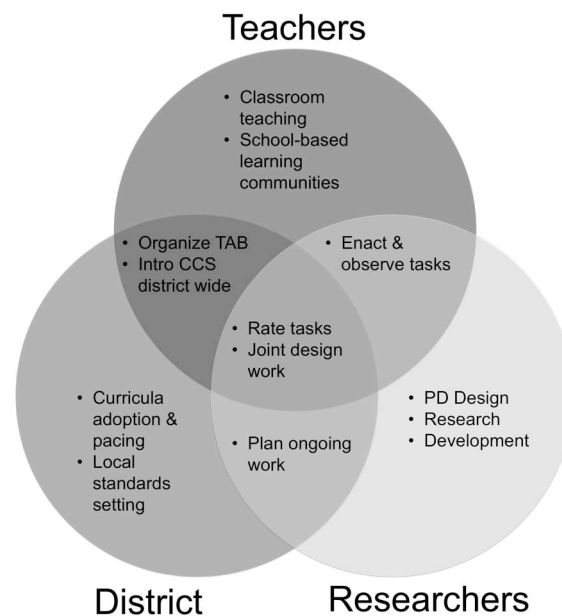 Teachers
• Classroom
teaching
• School-based
learning
communities
• Organize TAB
• Intro CCS
district wide
• Enact &
observe tasks
• Rate tasks
• Joint design
work
• Curricula
adoption &
pacing
• Local
standards
setting
• Plan ongoing
work
• PD Design
• Research
• Development
District
Researchers